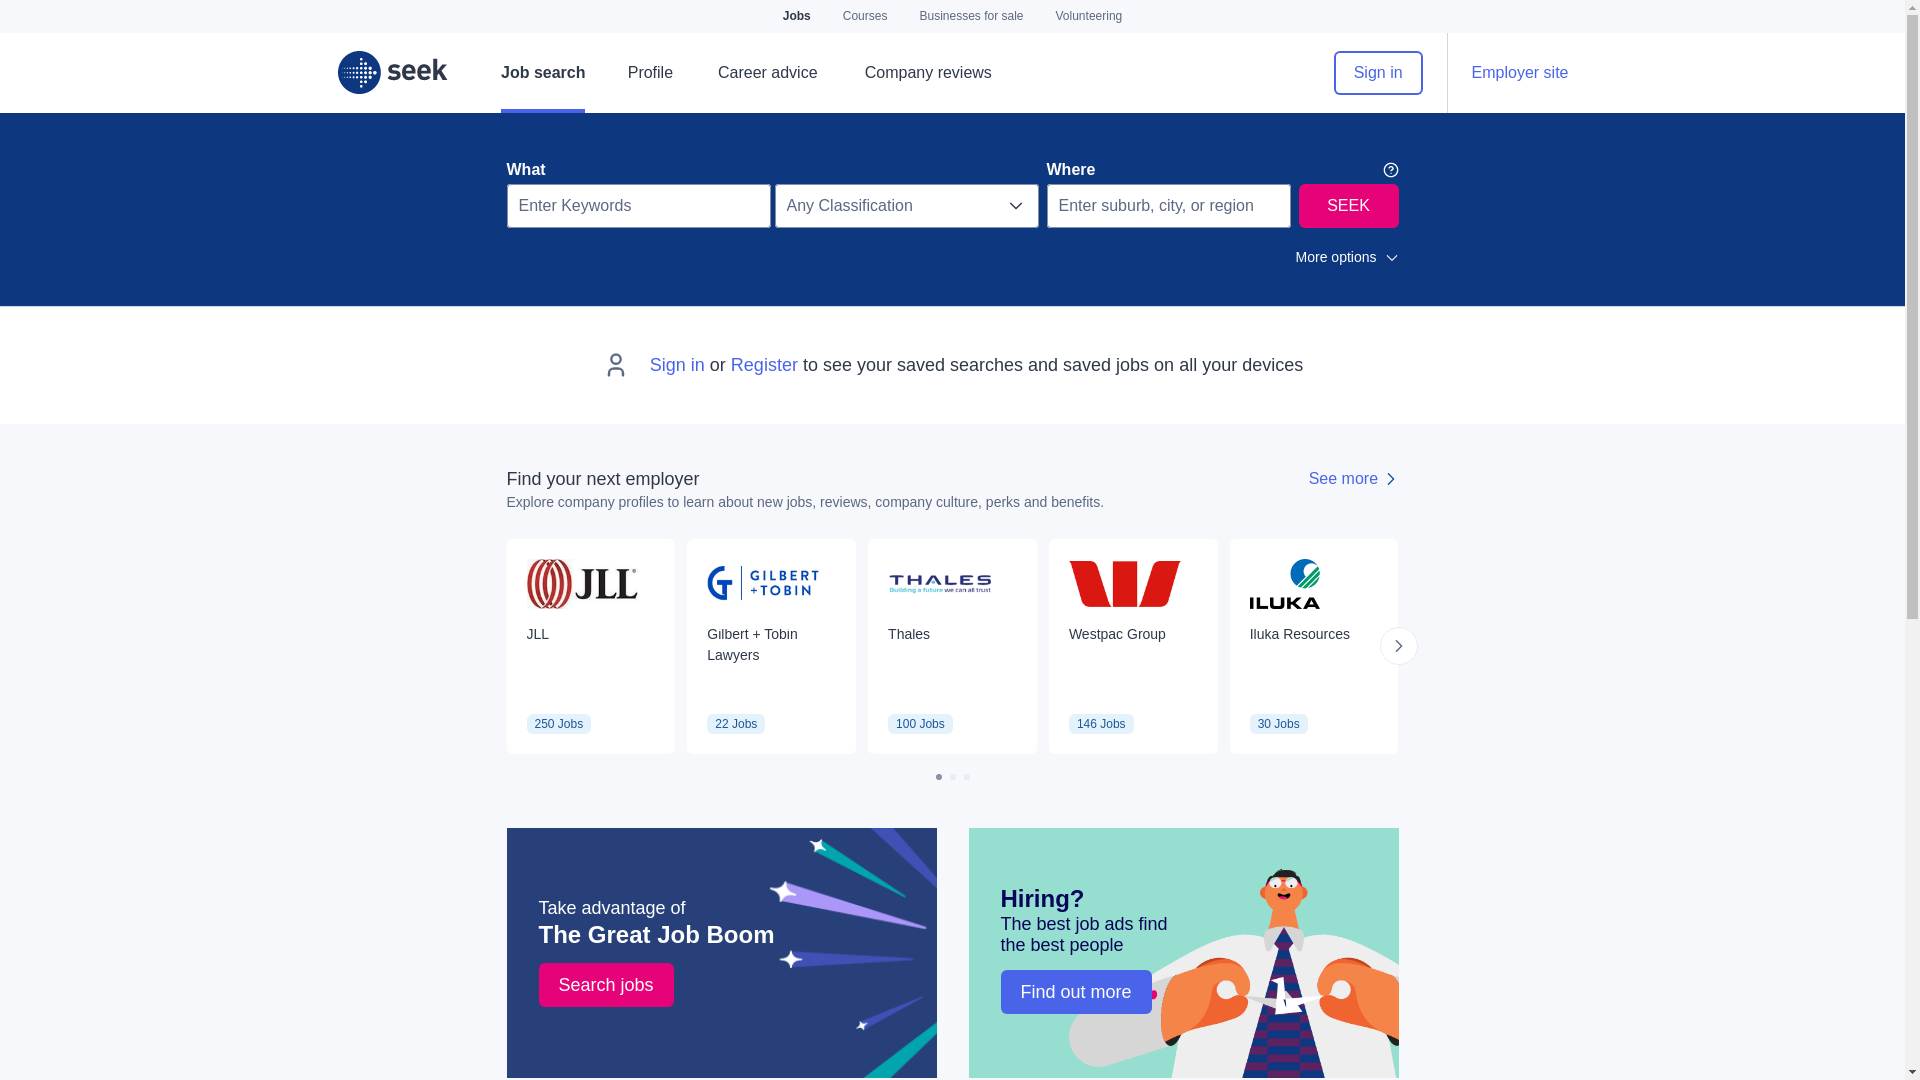 Jobs
Courses
Businesses for sale
Volunteering
seek
Job search
Profile
Career advice
Company reviews
Sign in
Employer site
What
Where
Enter Keywords
Any Classification
Enter suburb, city, or region
SEEK
More options
Sign in or Register to see your saved searches and saved jobs on all your devices
Find your next employer
See more
Explore company profiles to learn about new jobs, reviews, company culture, perks and benefits.
JLL
JLL
250 Jobs
GILBERT
+TOBIN
Gilbert + Tobin
Lawyers
22 Jobs
THALES
Building a future we can all trust
Thales
100 Jobs
Westpac Group
146 Jobs
ILUKA
Iluka Resources
30 Jobs
Take advantage of
The Great Job Boom
Search jobs
Hiring?
The best job ads find
the best people
Find out more